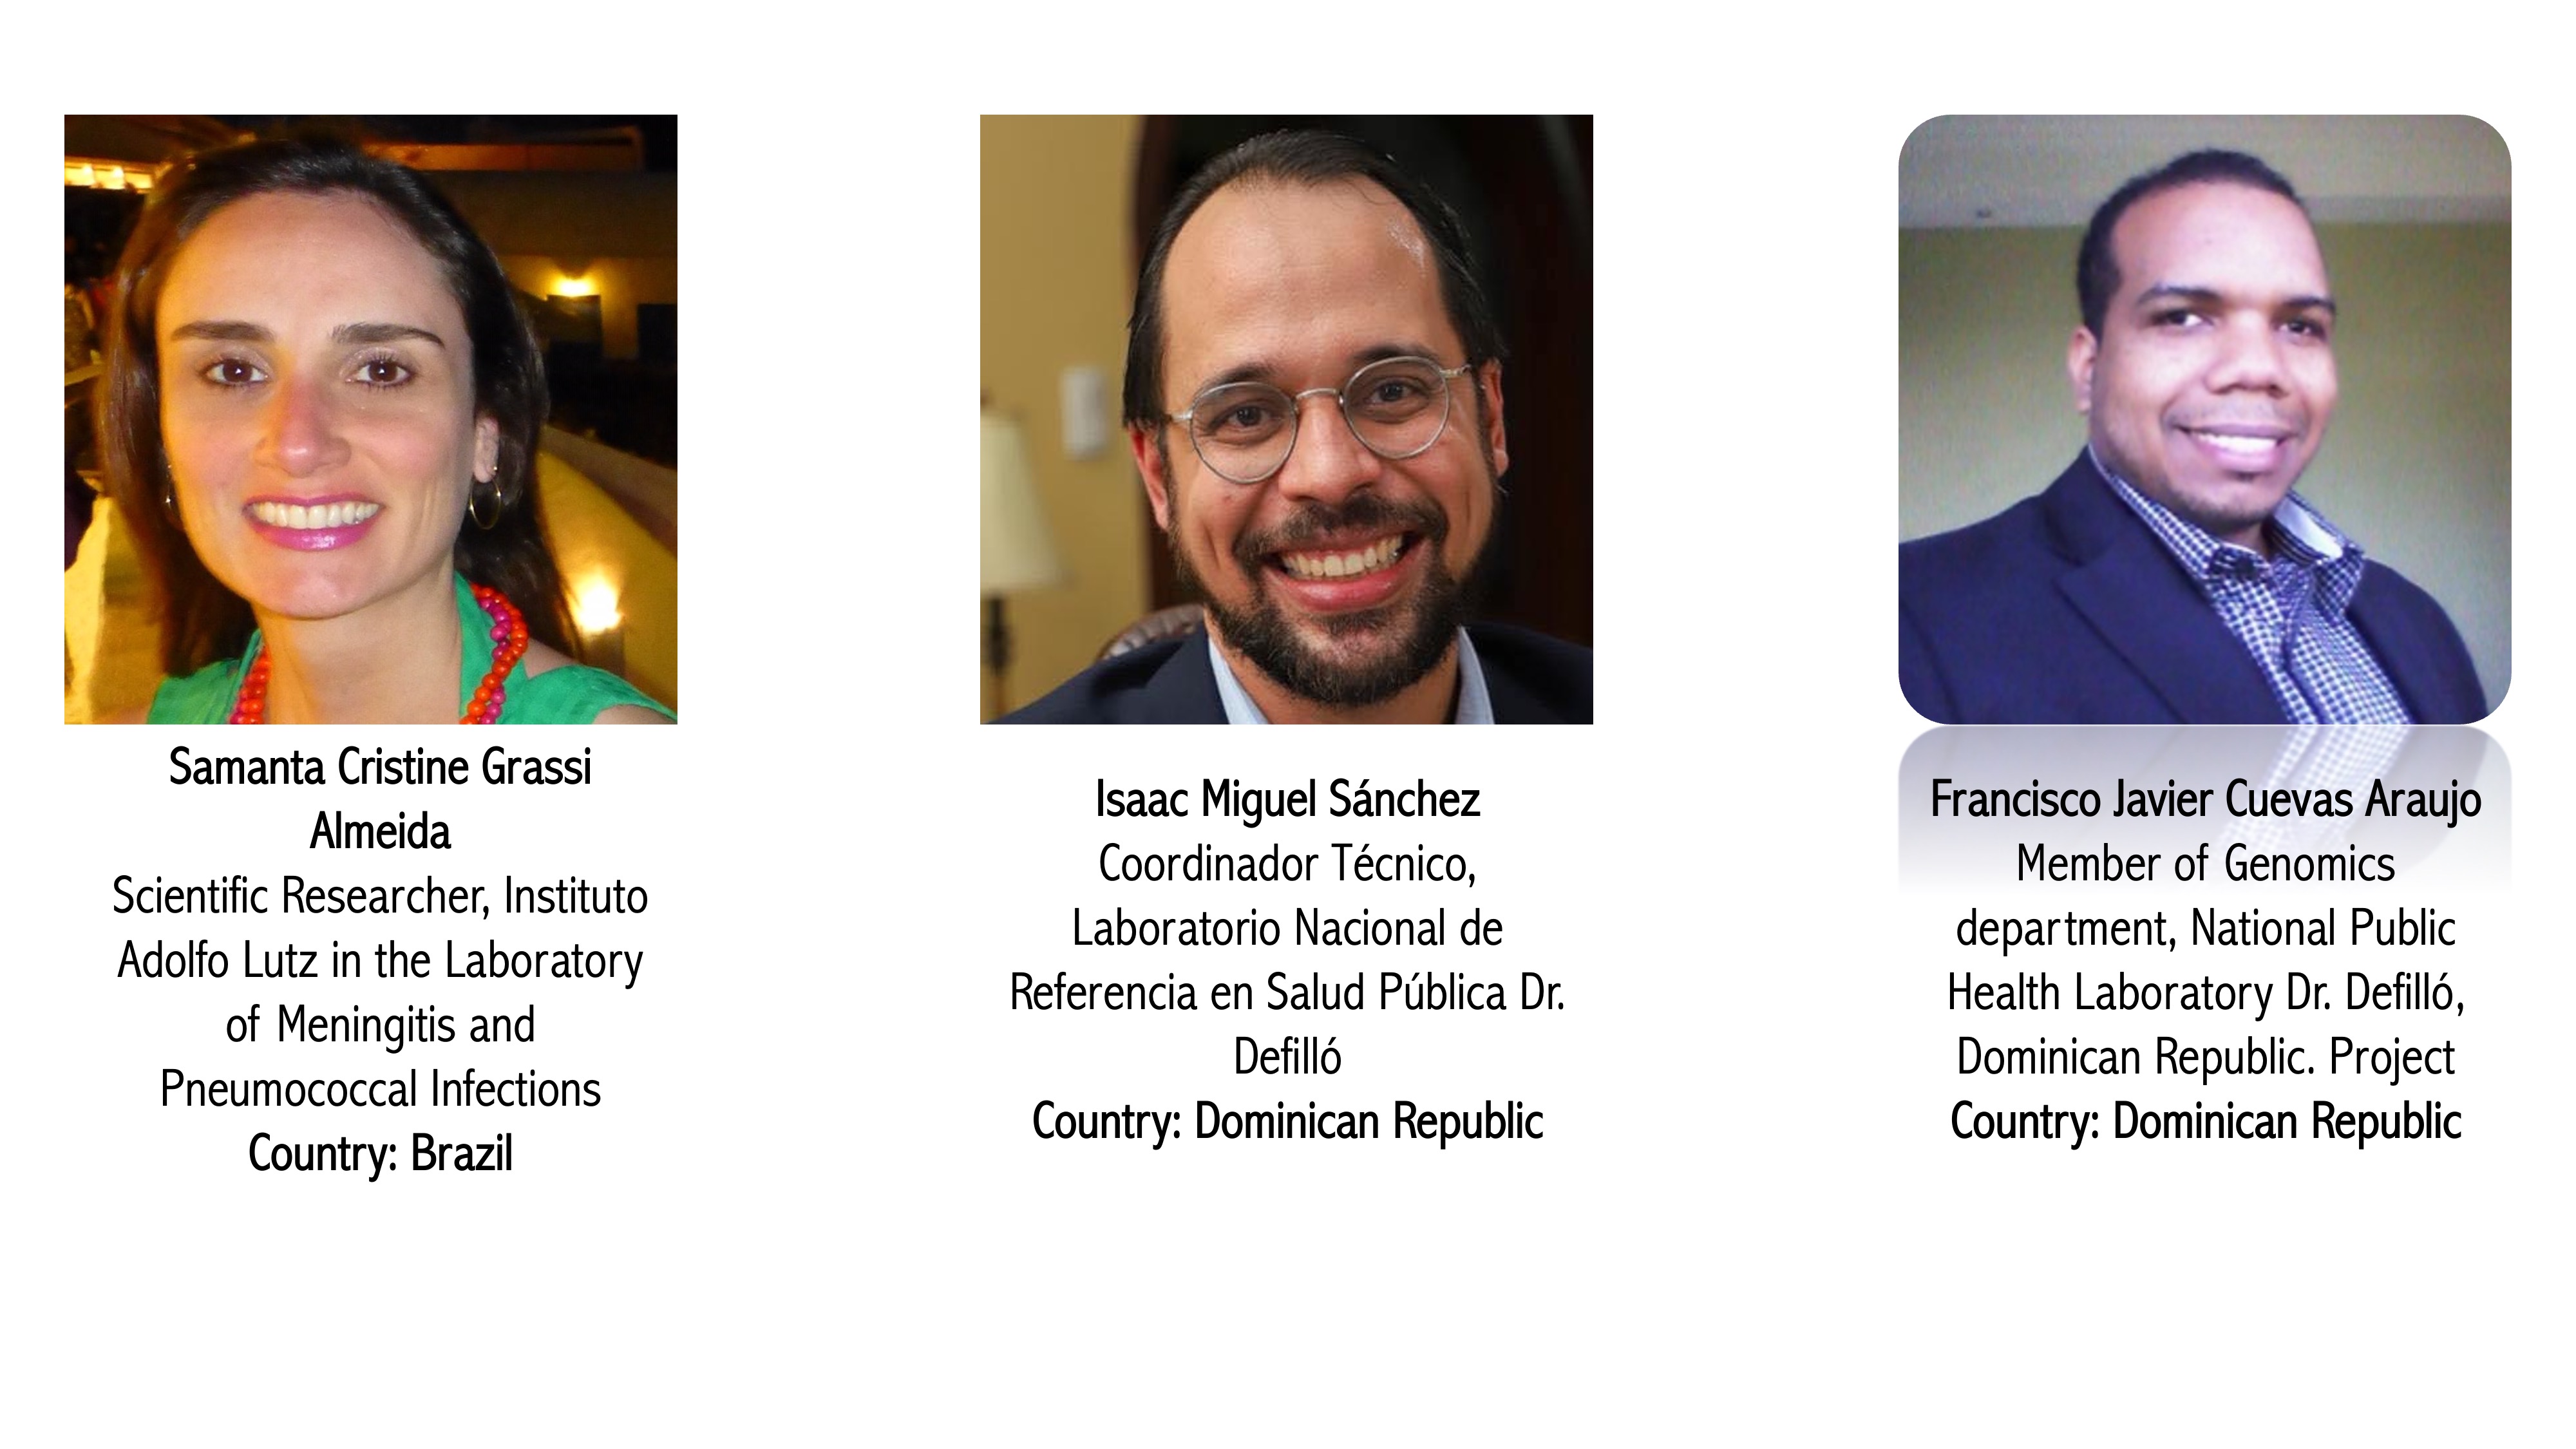 Samanta Cristine Grassi
Almeida
Scientific Researcher, Instituto
Adolfo Lutz in the Laboratory
of Meningitis and
Pneumococcal Infections
Country: Brazil
Isaac Miguel Sánchez
Coordinador Técnico,
Laboratorio Nacional de
Referencia en Salud Pública Dr.
Defilló
Country: Dominican Republic
Francisco Javier Cuevas Araujo
Member of Genomics
department, National Public
Health Laboratory Dr. Defilló,
Dominican Republic. Project
Country: Dominican Republic